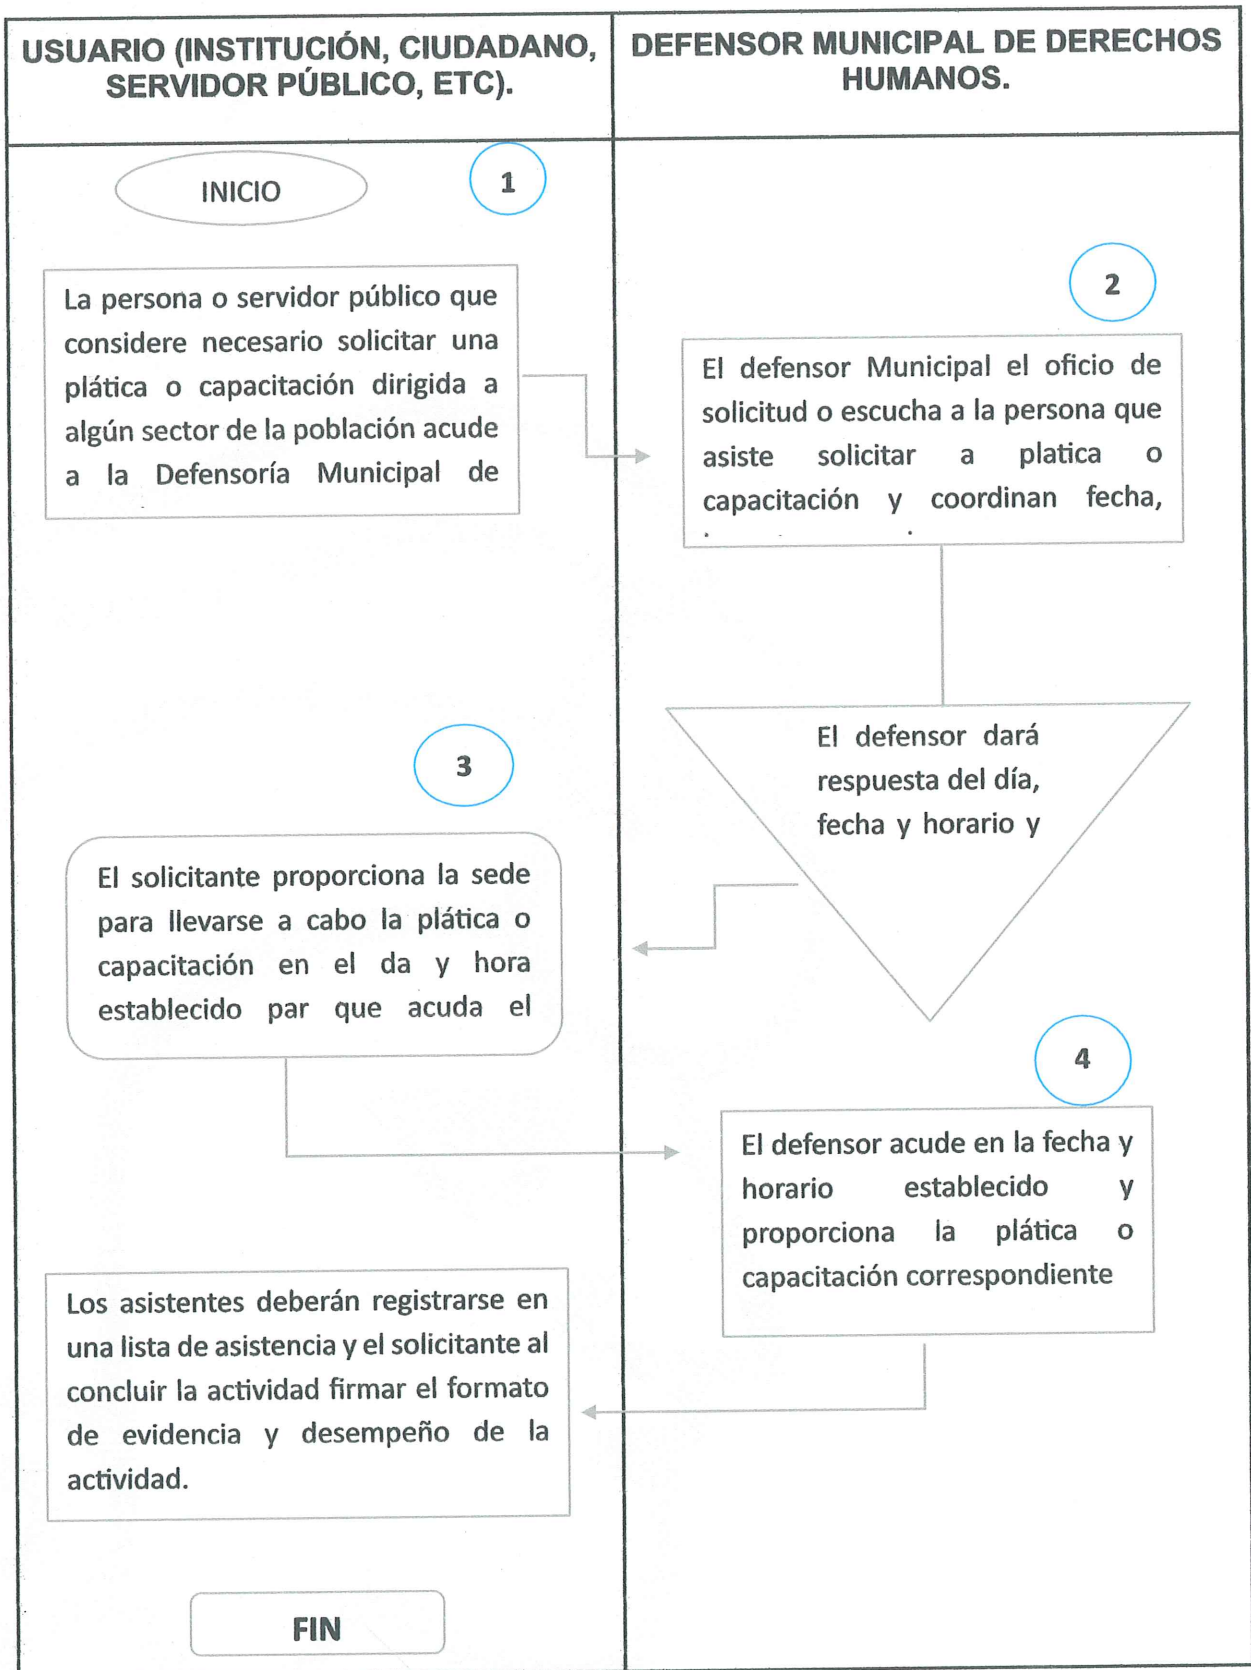 USUARIO (INSTITUCIÓN, CIUDADANO,
SERVIDOR PÚBLICO, ETC).
DEFENSOR MUNICIPAL DE DERECHOS
HUMANOS.
INICIO
1
La persona o servidor público que
considere necesario solicitar una
plática o capacitación dirigida a
algún sector de la población acude
a la Defensoría Municipal de
2
El defensor Municipal el oficio de
solicitud o escucha a la persona que
asiste solicitar a platica o
capacitación y coordinan fecha,
El defensor dará
respuesta del día,
fecha y horario y
3
El solicitante proporciona la sede
para llevarse a cabo la plática o
capacitación en el da y hora
establecido par que acuda el
4
El defensor acude en la fecha y
horario establecido y
proporciona la plática o
capacitación correspondiente
Los asistentes deberán registrarse en
una lista de asistencia y el solicitante al
concluir la actividad firmar el formato
de evidencia y desempeño de la
actividad.
FIN